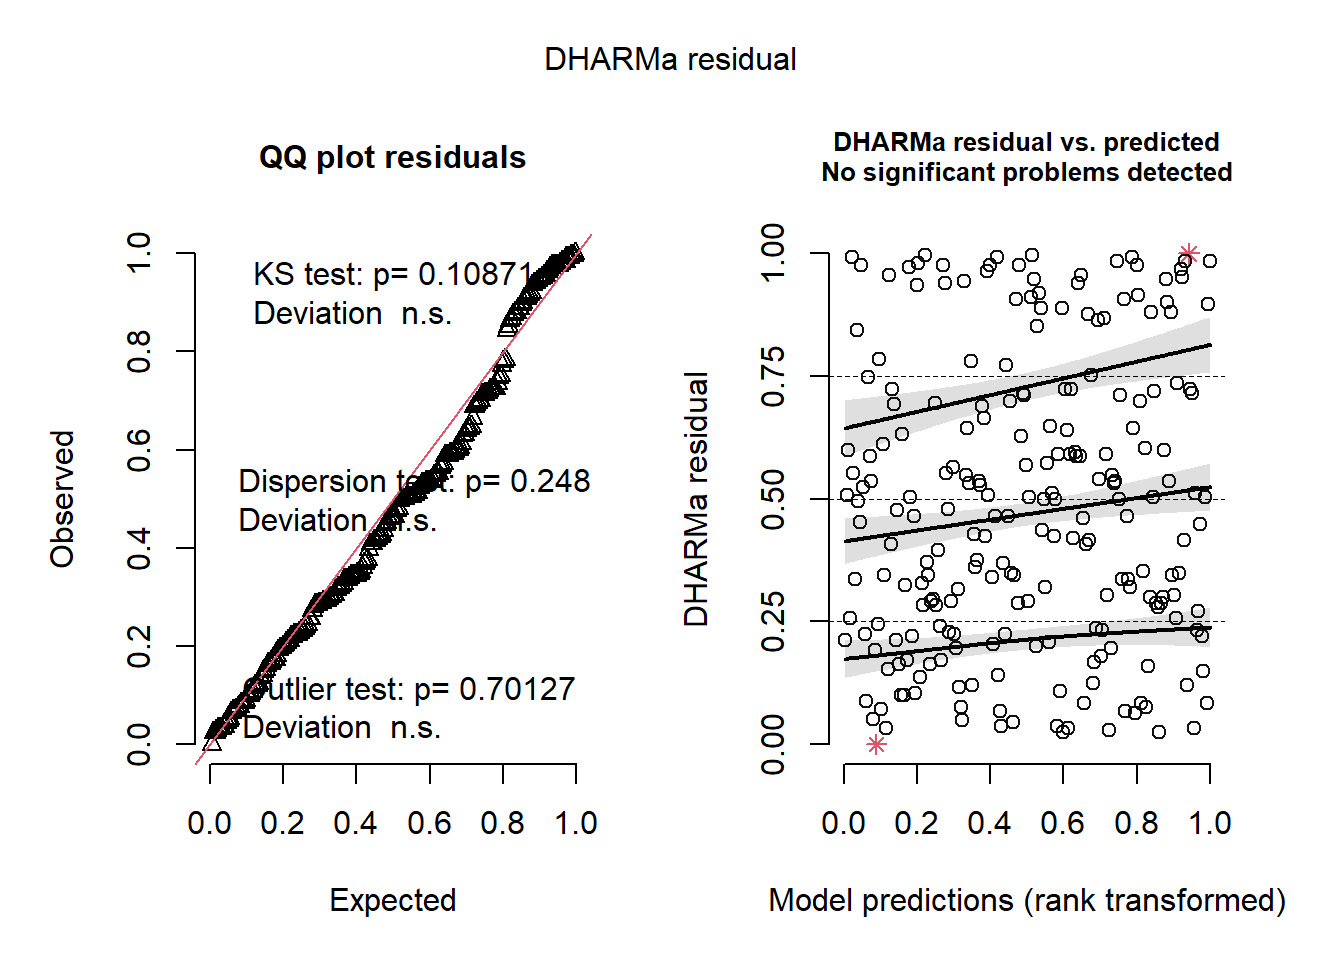 DHARMa residual
QQ plot residuals
KS test: p= 0.10871
Deviation  n.s.
Dispersion test: p= 0.248
Deviation  n.s.
Outlier test: p= 0.70127
Deviation  n.s.
Observed
0.0
0.2
0.4
0.6
0.8
1.0
0.0 0.2 0.4 0.6 0.8 1.0
Expected
DHARMa residual vs. predicted
No significant problems detected
DHARMa residual
0.00
0.25
0.50
0.75
1.00
0.0 0.2 0.4 0.6 0.8 1.0
Model predictions (rank transformed)